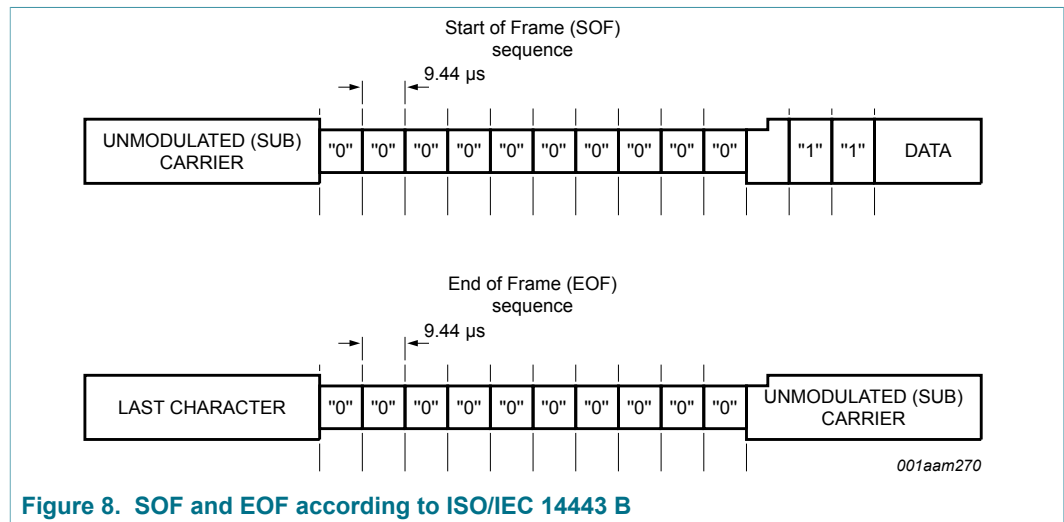 Start of Frame (SOF)
sequence
9.44 µs
UNMODULATED (SUB)
CARRIER
"0" "0" "0" "0" "0" "0" "0" "0" "0" "0" "1" "1" DATA
End of Frame (EOF)
sequence
9.44 µs
LAST CHARACTER "0" "0" "0" "0" "0" "0" "0" "0" "0" "0" UNMODULATED (SUB)
CARRIER
001aam270
Figure 8. SOF and EOF according to ISO/IEC 14443 B